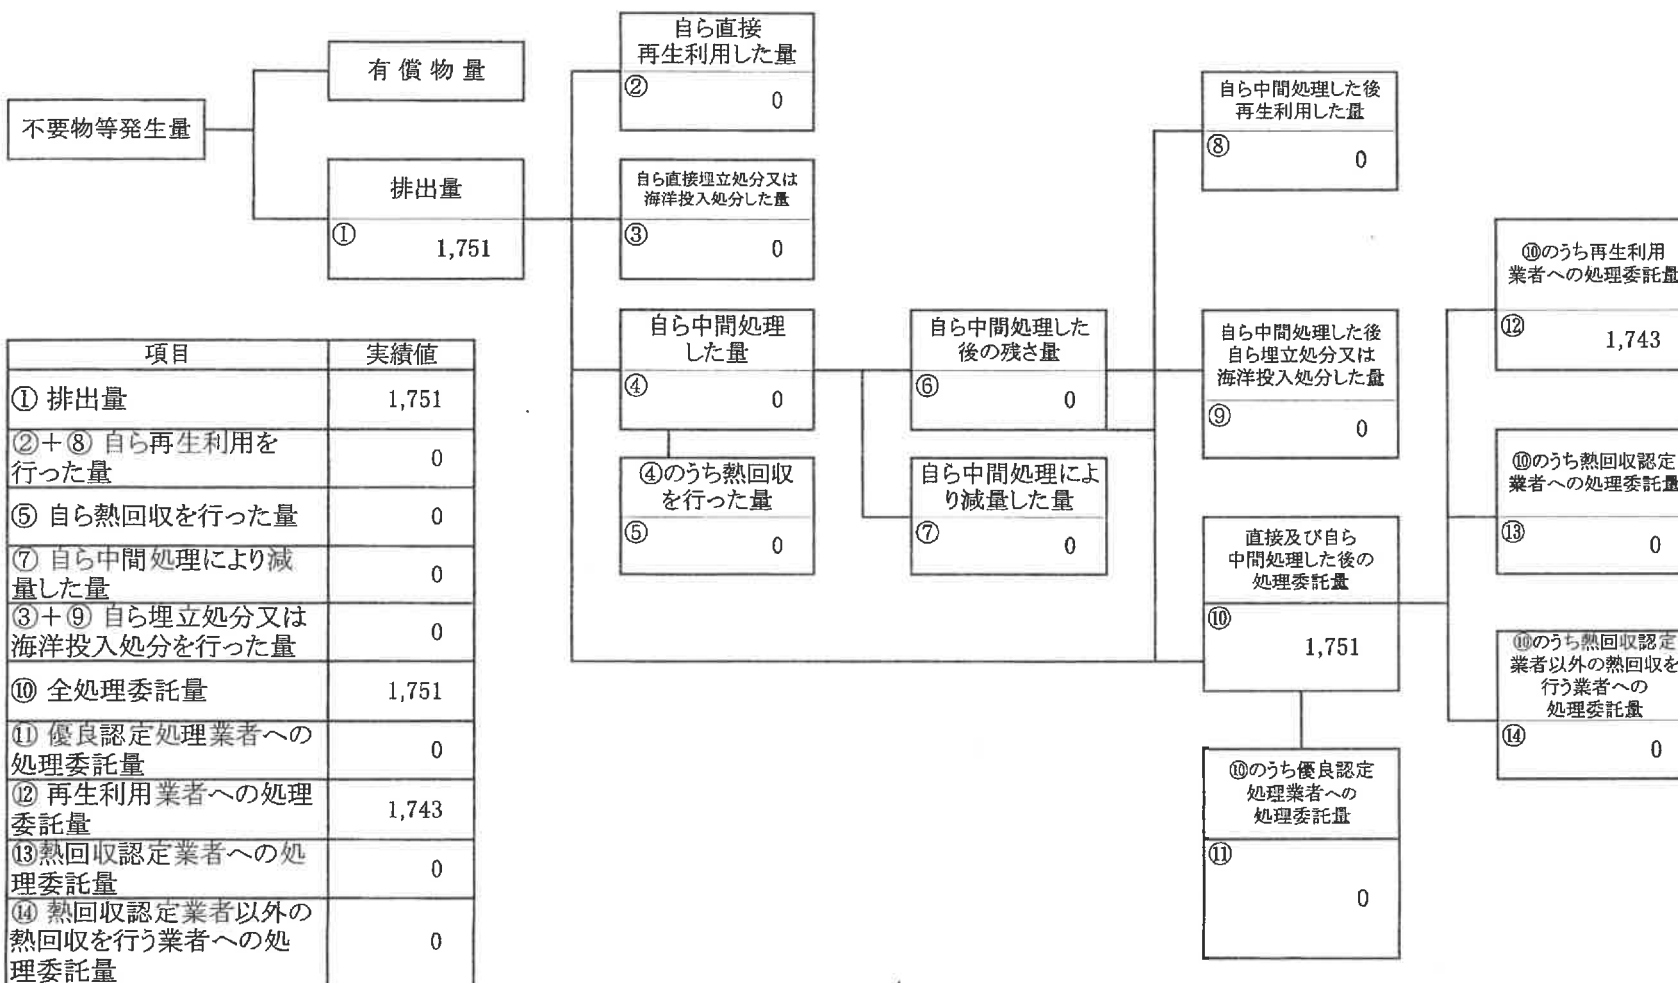 不要物等発生量
有償物量
排出量
①
1,751
自ら直接
再生利用した量
②
0
自ら直接埋立処分又は
海洋投入処分した量
③
0
自ら中間処理
した量
④
0
④のうち熱回収
を行った量
⑤
0
自ら中間処理した
後の残さ量
⑥
0
自ら中間処理によ
り減量した量
⑦
0
自ら中間処理した後
再生利用した量
⑧
0
自ら中間処理した後
自ら埋立処分又は
海洋投入処分した量
⑨
0
直接及び自ら
中間処理した後の
処理委託量
⑩
1,751
⑩のうち優良認定
処理業者への
処理委託量
⑪
0
⑩のうち再生利用
業者への処理委託量
⑫
1,743
⑩のうち熱回収認定
業者への処理委託量
⑬
0
⑩のうち熱回収認定
業者以外の熱回収を
行う業者への
処理委託量
⑭
0
項目 実績値
① 排出量 1,751
②+⑧ 自ら再生利用を
行った量 0
⑤ 自ら熱回収を行った量 0
⑦ 自ら中間処理により減
量した量 0
③+⑨ 自ら埋立処分又は
海洋投入処分を行った量 0
⑩ 全処理委託量 1,751
⑪ 優良認定処理業者への
処理委託量 0
⑫ 再生利用業者への処理
委託量 1,743
⑬熱回収認定業者への処
理委託量 0
⑭ 熱回収認定業者以外の
熱回収を行う業者への処
理委託量 0